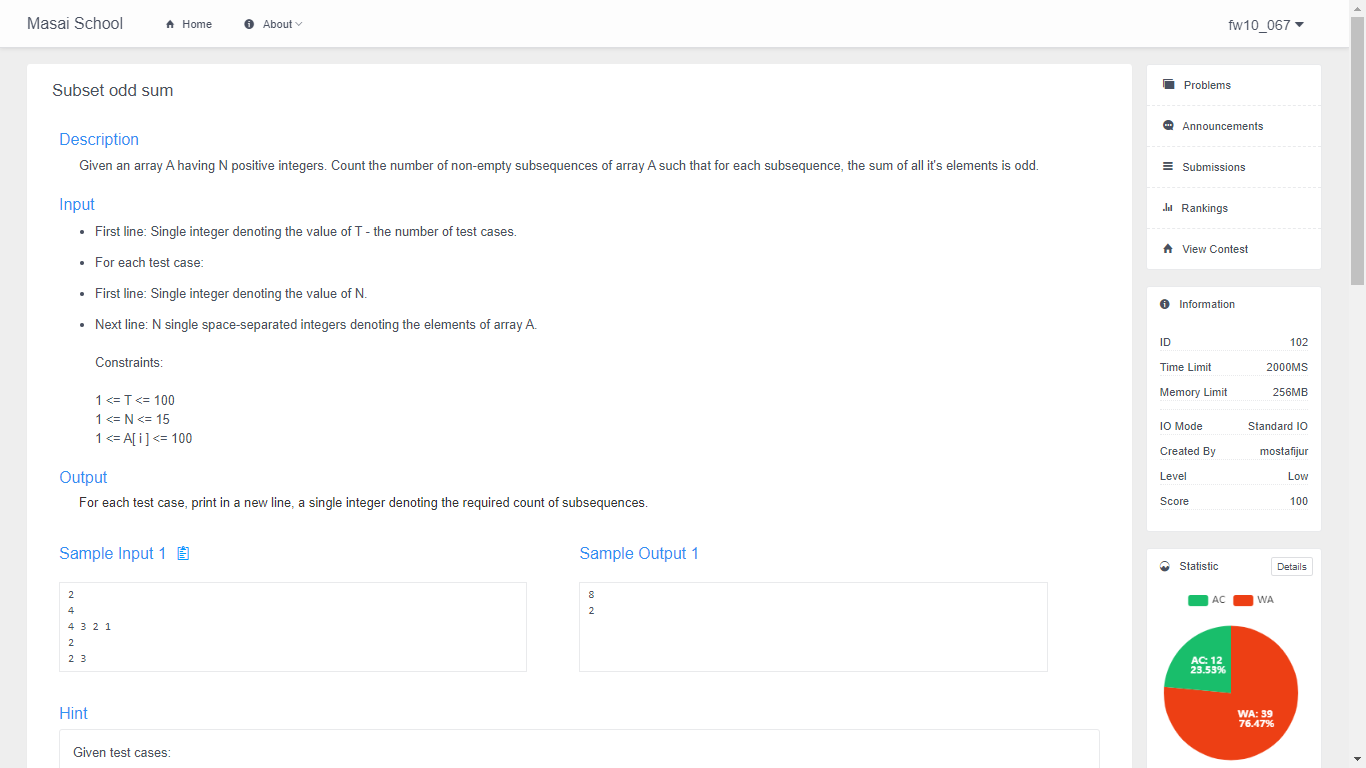 Masai School
Home
About
fw10_067
Subset odd sum
Description
Given an array A having N positive integers. Count the number of non-empty subsequences of array A such that for each subsequence, the sum of all it's elements is odd.
Input
First line: Single integer denoting the value of T - the number of test cases.
For each test case:
First line: Single integer denoting the value of N.
Next line: N single space-separated integers denoting the elements of array A.
Constraints:
1 <= T <= 100
1 <= N <= 15
1 <= A[ i ] <= 100
Output
For each test case, print in a new line, a single integer denoting the required count of subsequences.
Sample Input 1
2
4
4 3 2 1
2
2 3
Sample Output 1
8
2
Hint
Given test cases:
Problems
Announcements
Submissions
Rankings
View Contest
Information
ID 102
Time Limit 2000MS
Memory Limit 256MB
IO Mode Standard IO
Created By mostafijur
Level Low
Score 100
Statistic Details
AC WA
AC: 12
23.53%
WA: 39
76.47%